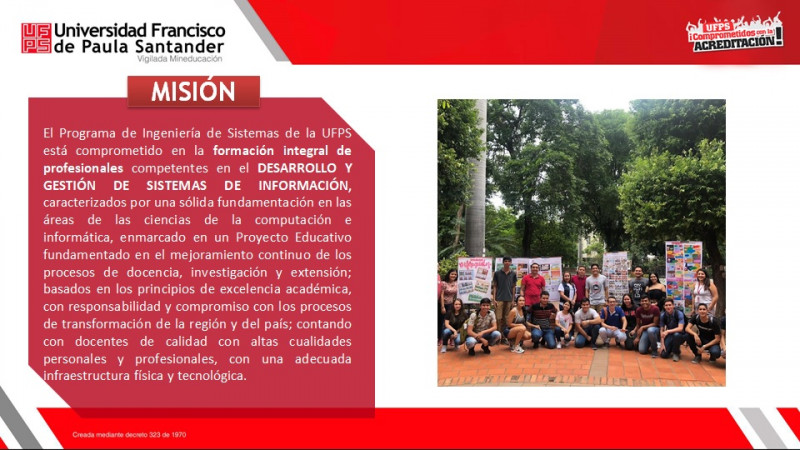 UFPS
Universidad Francisco
de Paula Santander
Vigilada Mineducación
UFPS
¡Comprometidos con la
ACREDITACIÓN!
MISIÓN
El Programa de Ingeniería de Sistemas de la UFPS
está comprometido en la formación integral de
profesionales competentes en el DESARROLLO Y
GESTIÓN DE SISTEMAS DE INFORMACIÓN,
caracterizados por una sólida fundamentación en las
áreas de las ciencias de la computación e
informática, enmarcado en un Proyecto Educativo
fundamentado en el mejoramiento continuo de los
procesos de docencia, investigación y extensión;
basados en los principios de excelencia académica,
con responsabilidad y compromiso con los procesos
de transformación de la región y del país; contando
con docentes de calidad con altas cualidades
personales y profesionales, con una adecuada
infraestructura física y tecnológica.
Creada mediante decreto 323 de 1970